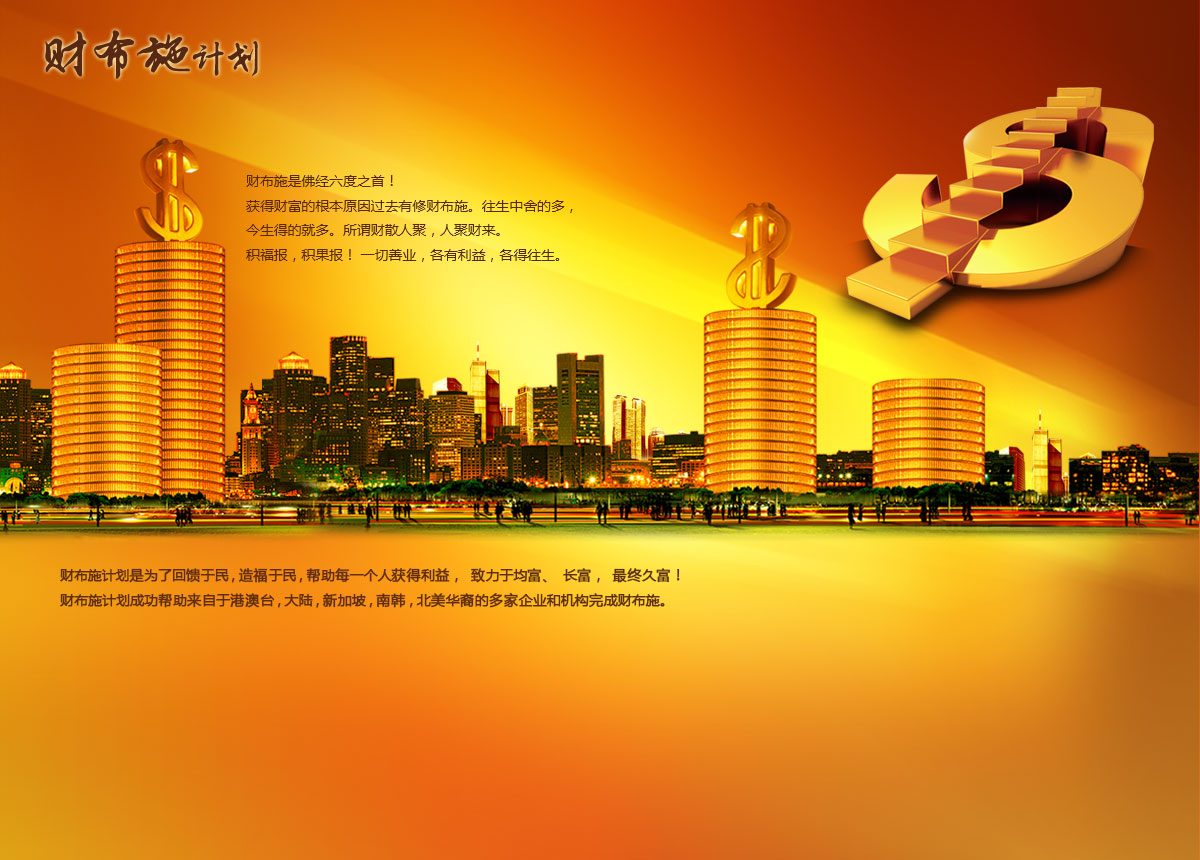 财布施计划
财布施是佛经六度之首！
获得财富的根本原因过去有修财布施。往生中舍的多，
今生得的就多。所谓财散人聚，人聚财来。
积福报，积果报！ 一切善业，各有利益，各得往生。
财布施计划是为了回馈于民，造福于民，帮助每一个人获得利益， 致力于均富、 长富， 最终久富！
财布施计划成功帮助来自于港澳台，大陆，新加坡，南韩，北美华裔的多家企业和机构完成财布施。